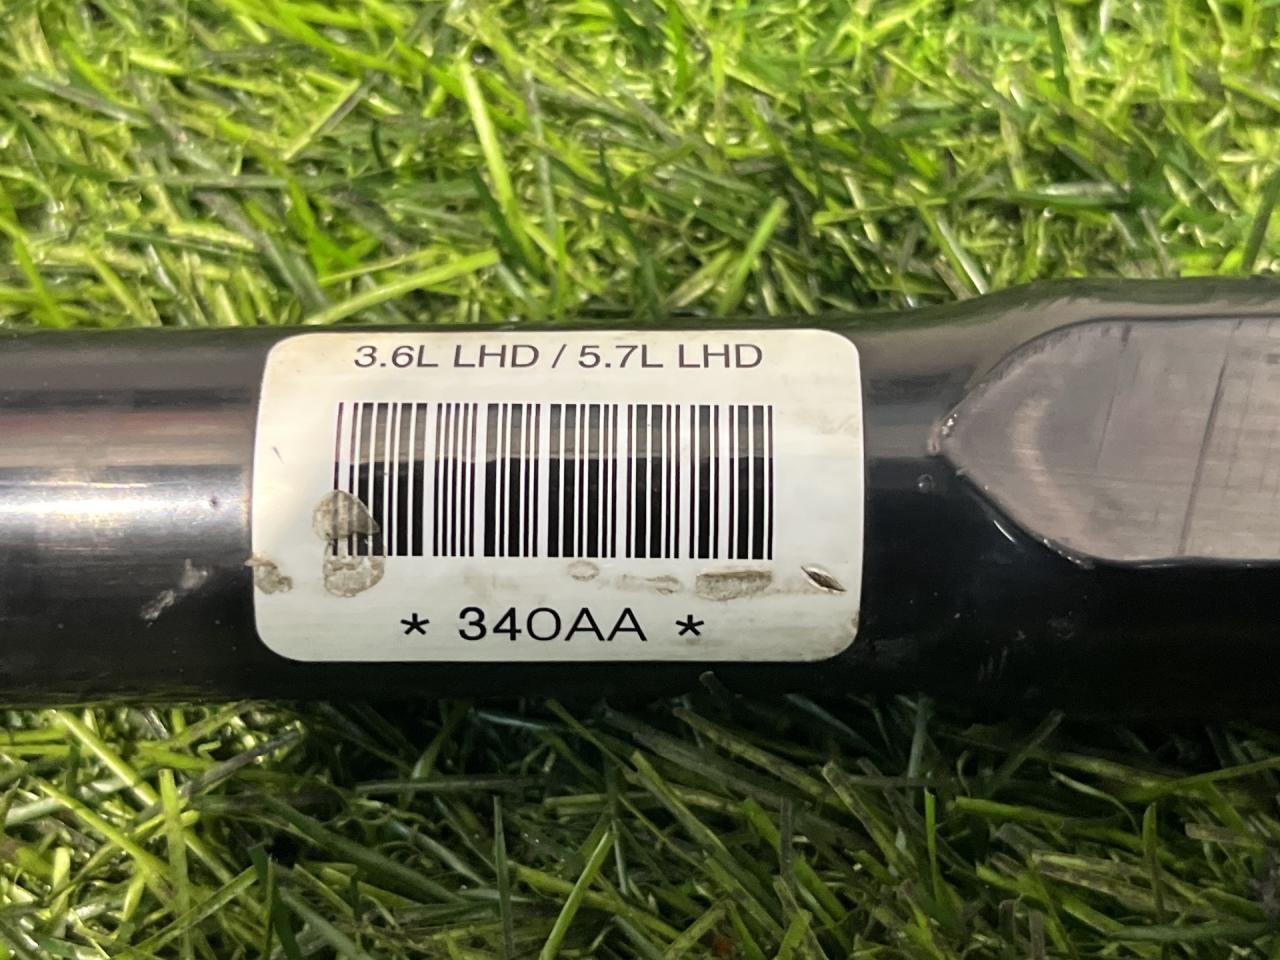 3.6L LHD / 5.7L LHD
* 340AA *